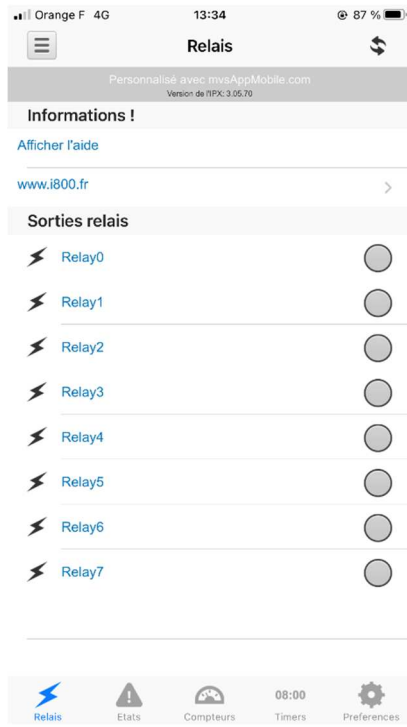 Orange F 4G 13:34 87 %
Relais
Personnalisé avec mvsAppMobile.com
Version de l'IPX: 3.05.70
Informations !
Afficher l'aide
www.i800.fr
Sorties relais
Relay0
Relay1
Relay2
Relay3
Relay4
Relay5
Relay6
Relay7
08:00
Relais Etats Compteurs Timers Preferences